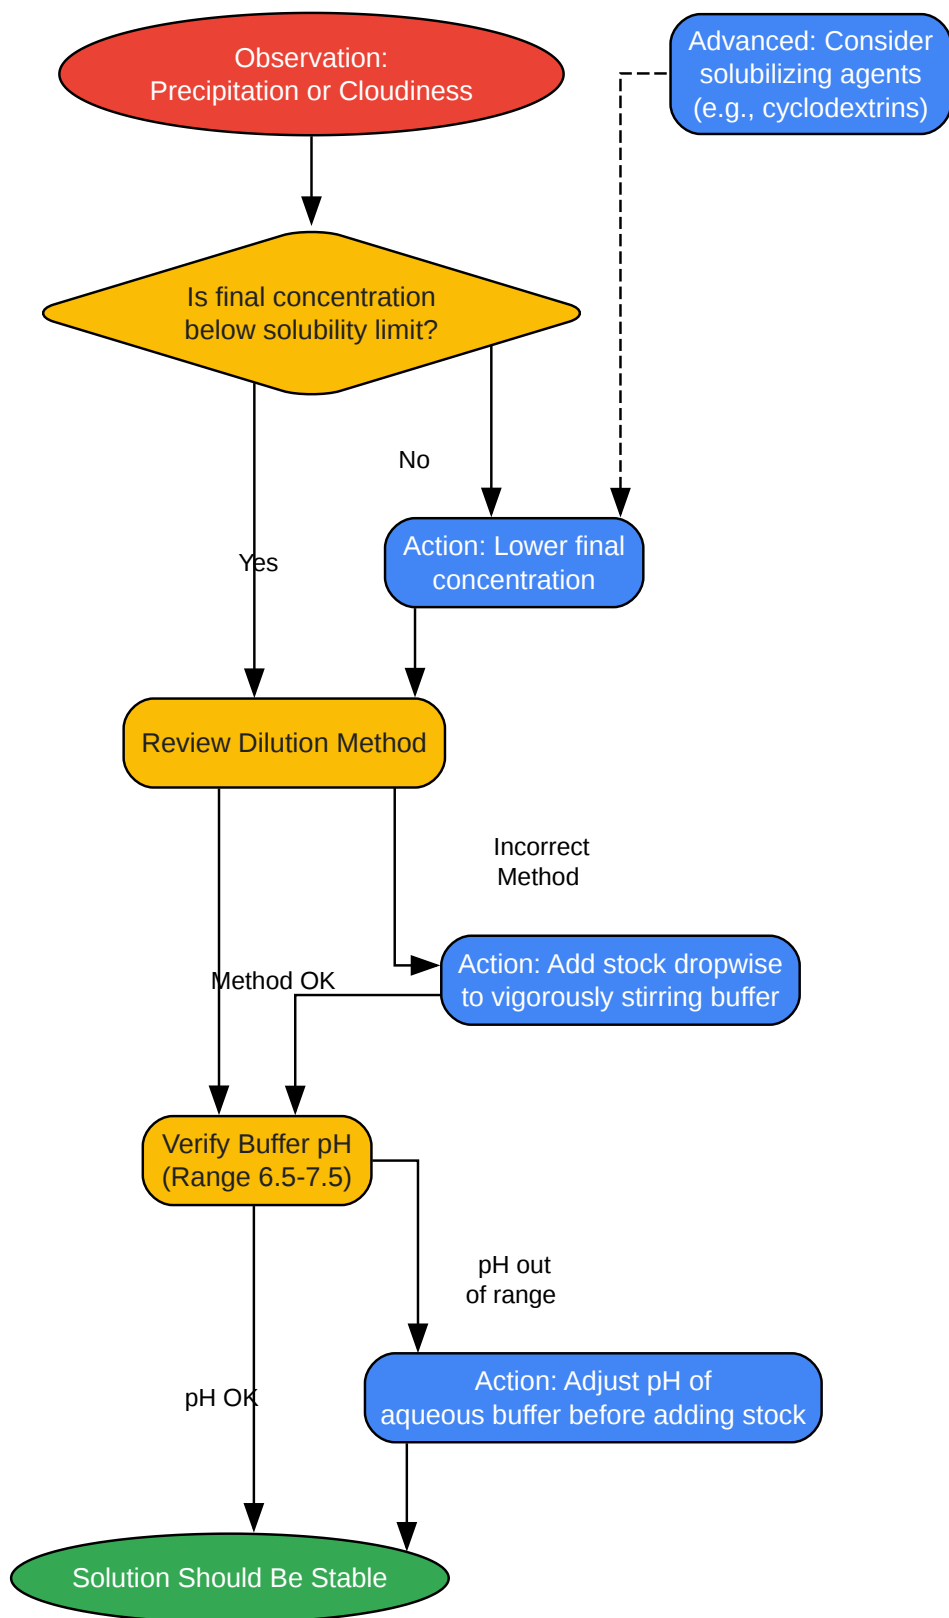 Observation:
Precipitation or Cloudiness
Advanced: Consider
solubilizing agents
(e.g., cyclodextrins)
Is final concentration
below solubility limit?
No
Yes
Action: Lower final
concentration
Review Dilution Method
Incorrect
Method
Method OK
Action: Add stock dropwise
to vigorously stirring buffer
Verify Buffer pH
(Range 6.5-7.5)
pH out
of range
pH OK
Action: Adjust pH of
aqueous buffer before adding stock
Solution Should Be Stable